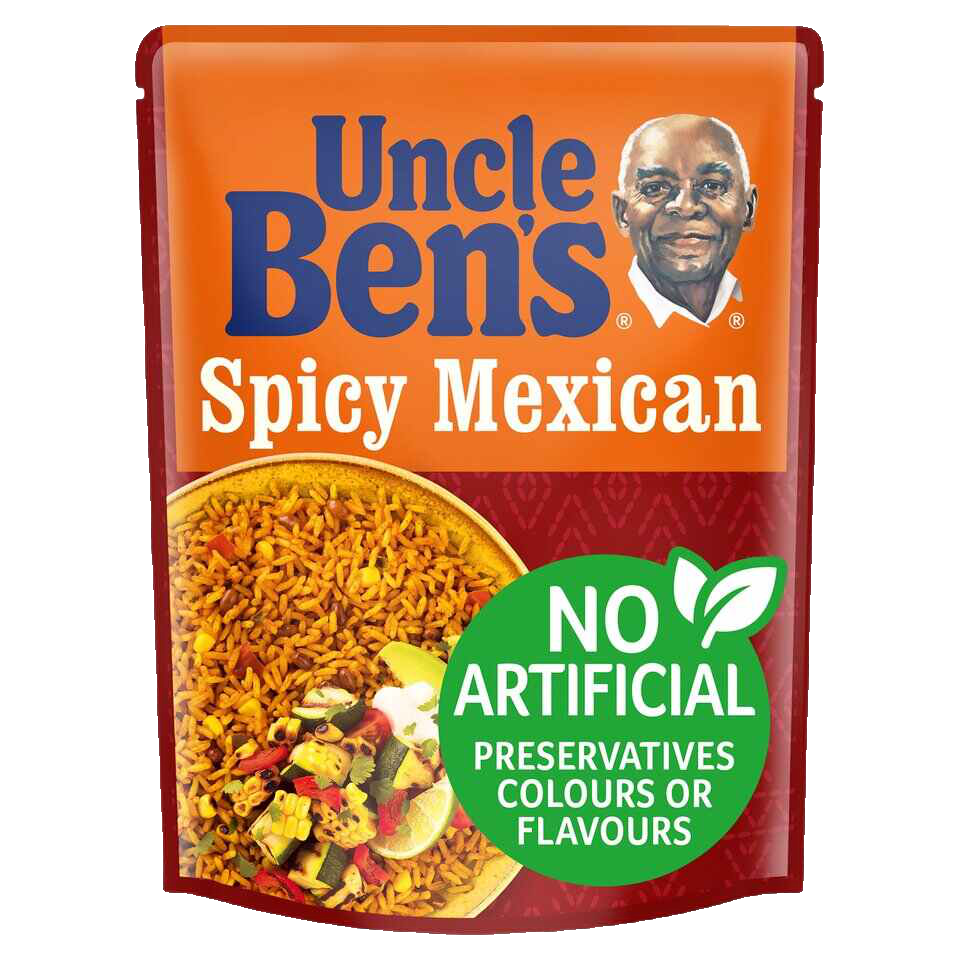 Uncle
Ben's
® ®
Spicy Mexican
NO
ARTIFICIAL
PRESERVATIVES
COLOURS OR
FLAVOURS